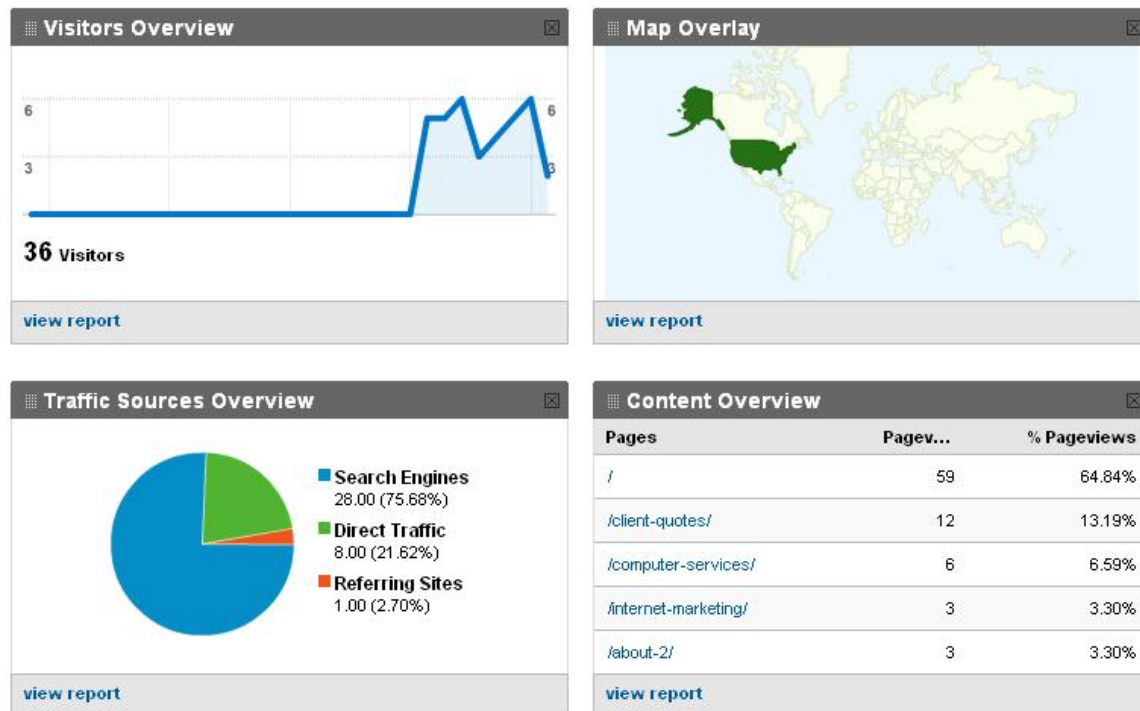 Visitors Overview
6 6
3 3
36 Visitors
view report
Map Overlay
view report
Traffic Sources Overview
Search Engines
28.00 (75.68%)
Direct Traffic
8.00 (21.62%)
Referring Sites
1.00 (2.70%)
view report
Content Overview
Pages Pagev... % Pageviews
/ 59 64.84%
/client-quotes/ 12 13.19%
/computer-services/ 6 6.59%
/internet-marketing/ 3 3.30%
/about-2/ 3 3.30%
view report